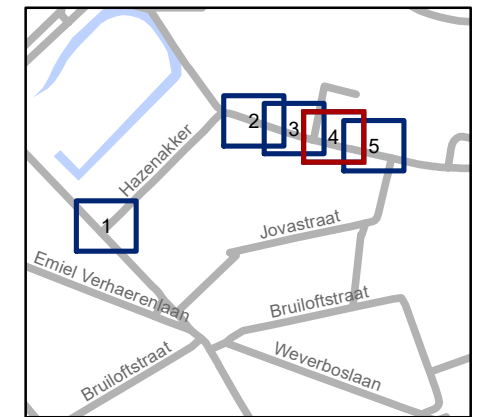 2
3
4
5
Hazenakker
1
Jovastraat
Emiel Verhaerenlaan
Bruiloftstraat
Bruiloftstraat
Weverboslaan